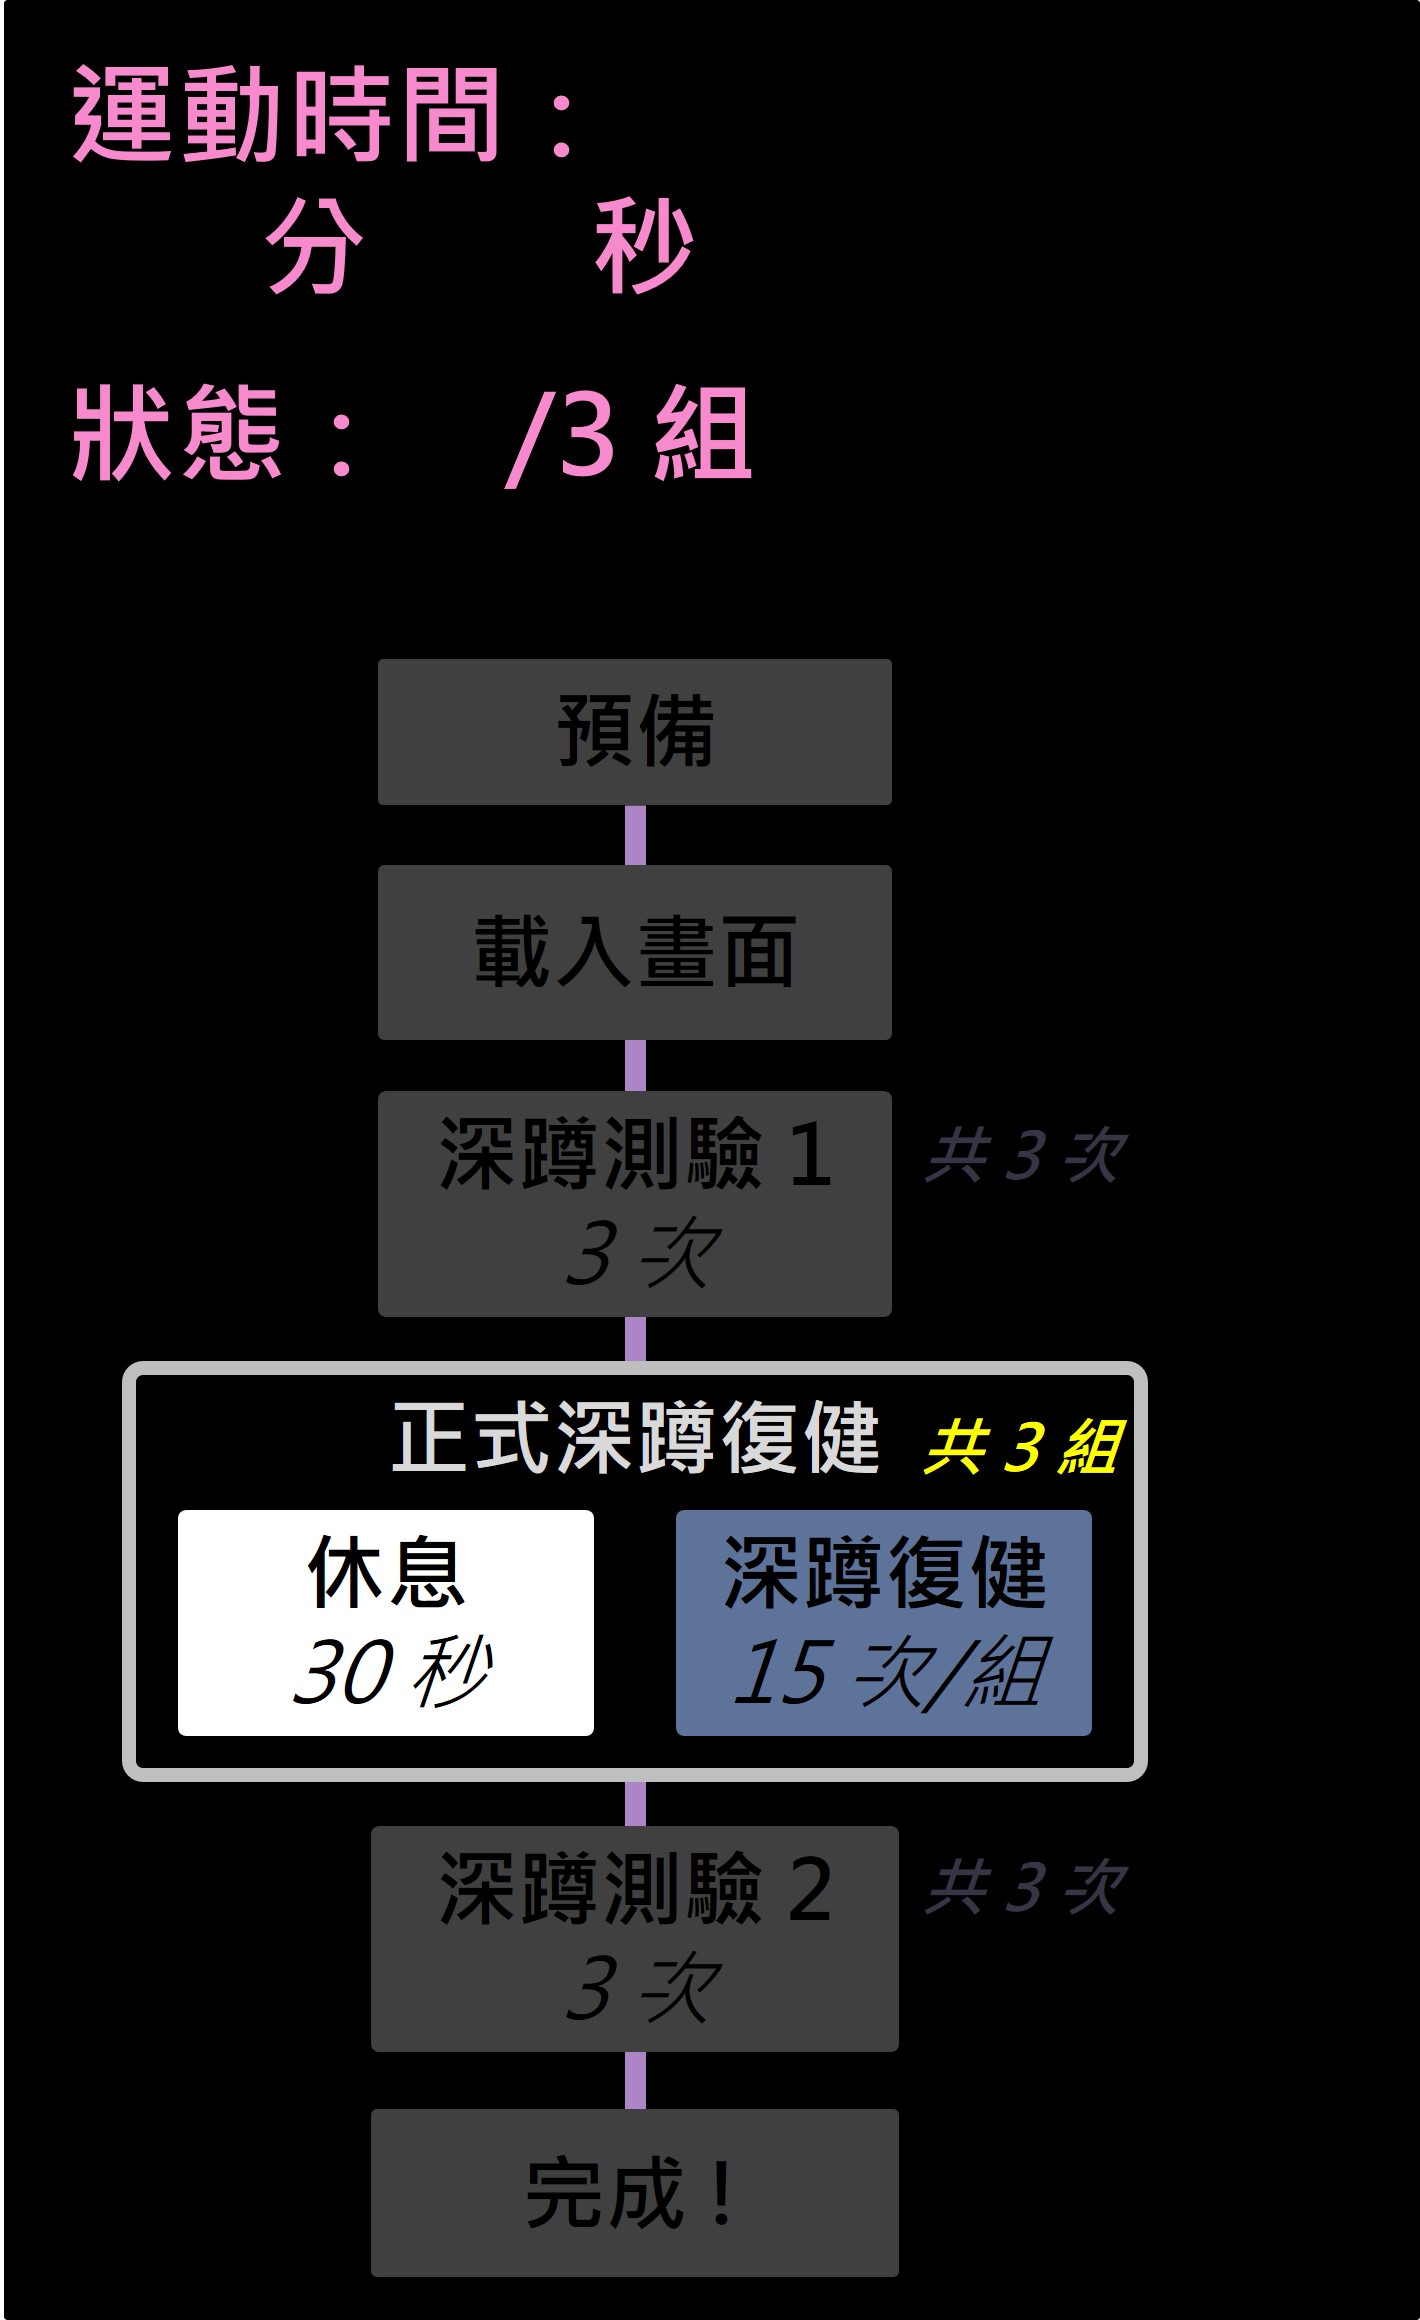 運動時間：
分 秒
狀態： /3 組
預備
載入畫面
深蹲測驗 1
共 3 次
3 次
正式深蹲復健
共 3 組
休息
30 秒
深蹲復健
15 次/組
深蹲測驗 2
共 3 次
3 次
完成！